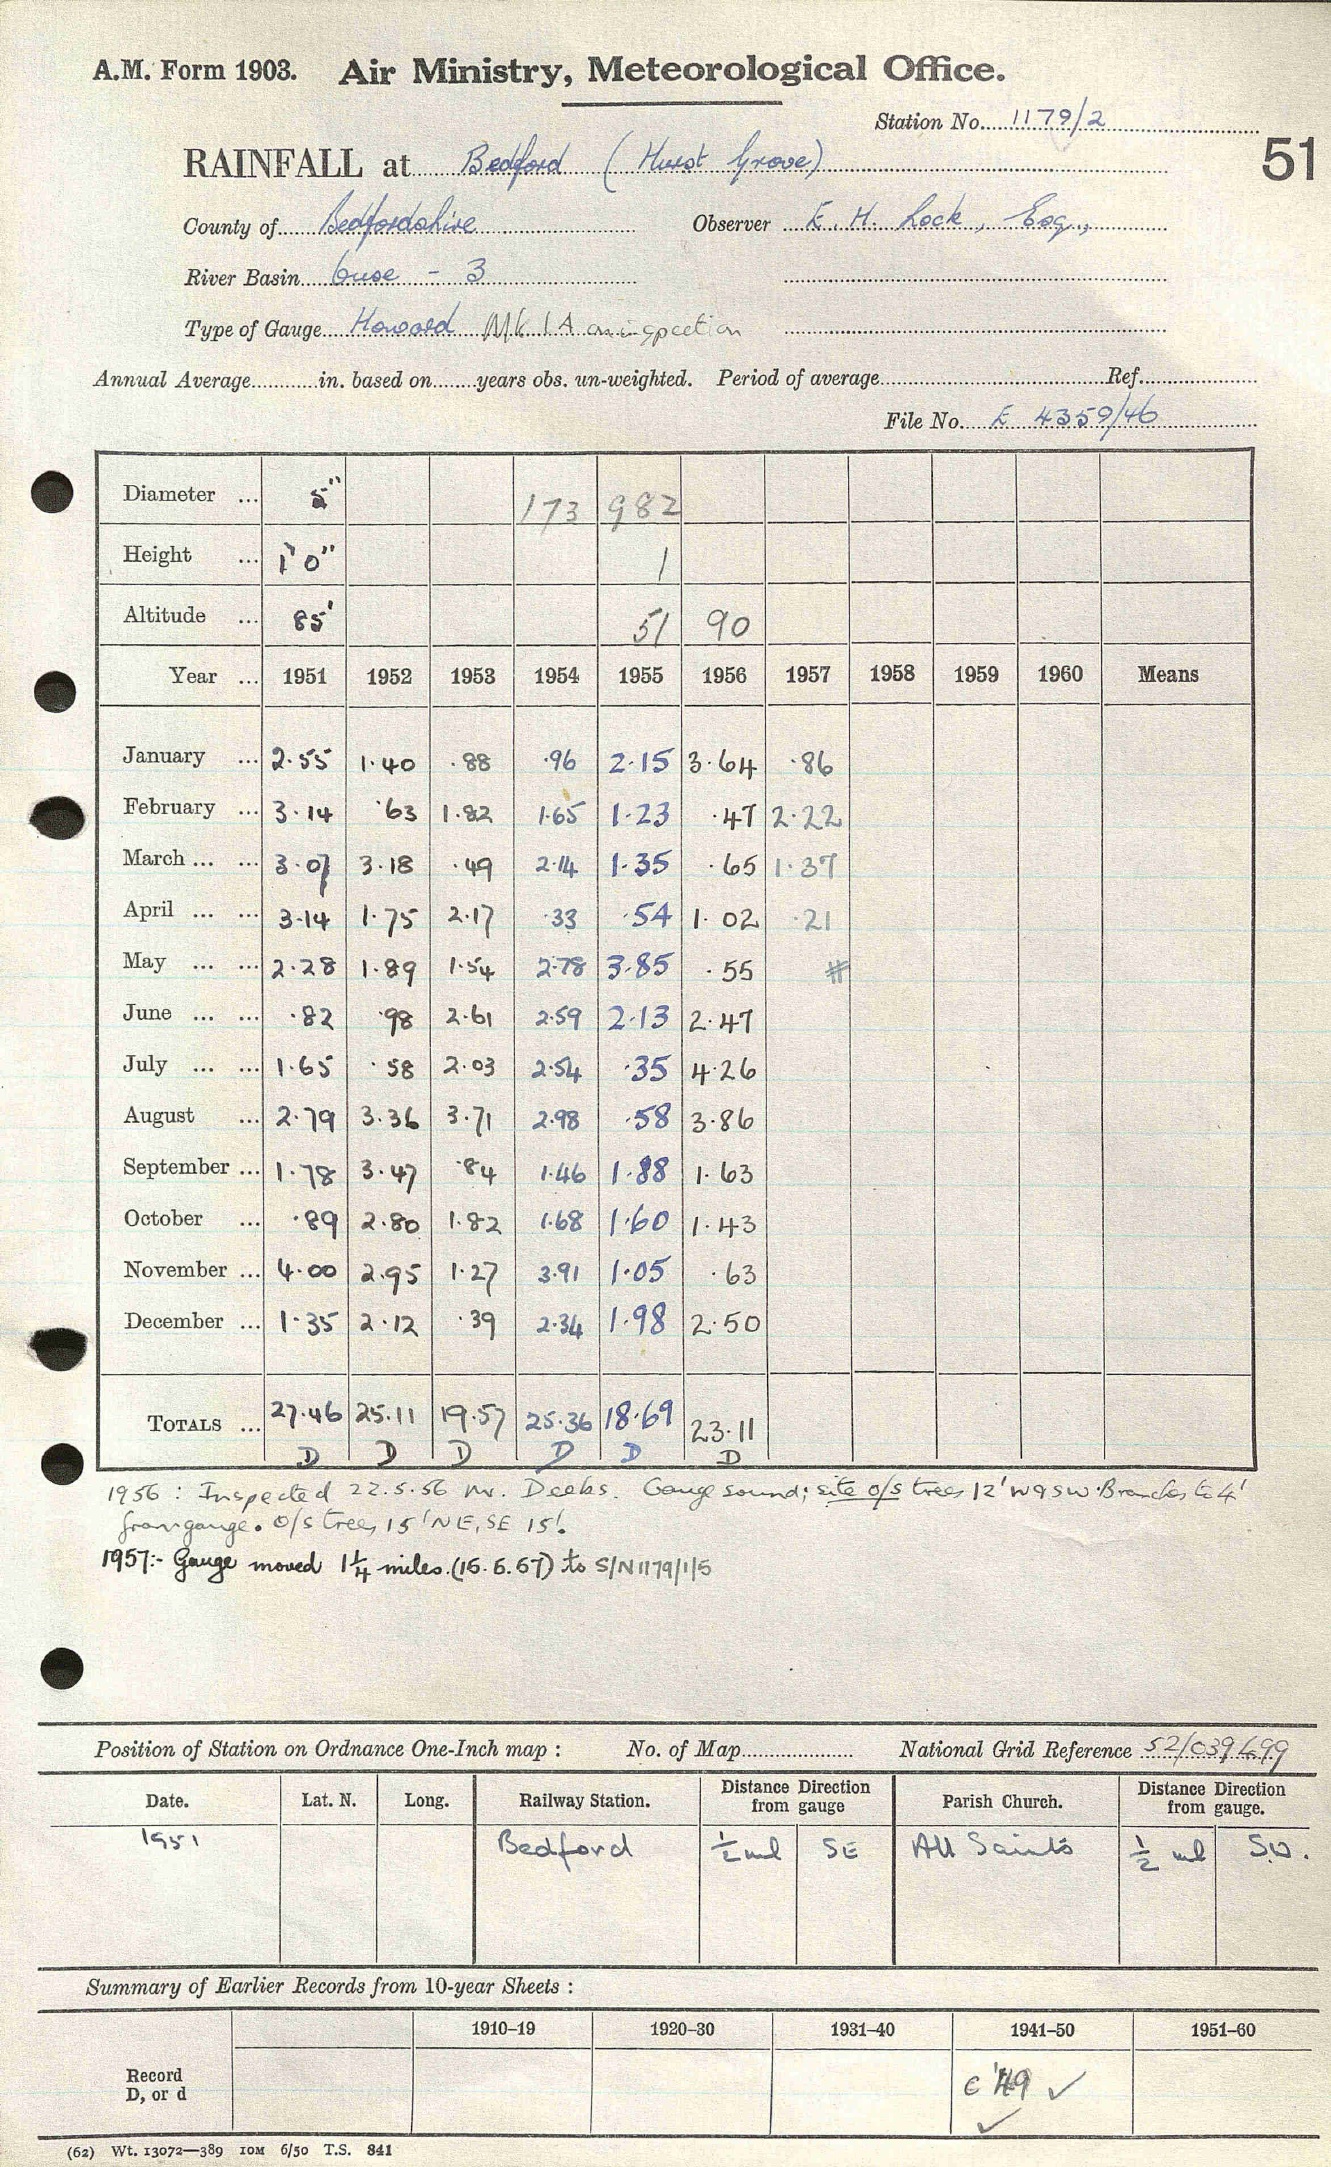 A.M. Form 1903. Air Ministry, Meteorological Office.
Station No. 1179/2
51
RAINFALL at Bedford (Hurst Grove)
County of Bedfordshire Observer E. H. Lock, Esq.,
River Basin Ouse - 3
Type of Gauge Howard Mk 1A on inspection
Annual Average in. based on years obs. un-weighted. Period of average Ref.
File No. E 4359/46
Diameter ... 5" 173 982
Height ... 1'0" 1
Altitude ... 85' 51 90
Year ... 1951 1952 1953 1954 1955 1956 1957 1958 1959 1960 Means
January ... 2.55 1.40 .88 .96 2.15 3.64 .86
February ... 3.14 .63 1.82 1.65 1.23 .47 2.22
March ... ... 3.07 3.18 .49 2.14 1.35 .65 1.37
April ... ... 3.14 1.75 2.17 .33 .54 1.02 .21
May ... ... 2.28 1.89 1.54 2.78 3.85 .55 #
June ... ... .82 .98 2.61 2.59 2.13 2.47
July ... ... 1.65 .58 2.03 2.54 .35 4.26
August ... 2.79 3.36 3.71 2.98 .58 3.86
September ... 1.78 3.47 .84 1.46 1.88 1.63
October ... .89 2.80 1.82 1.68 1.60 1.43
November ... 4.00 2.95 1.27 3.91 1.05 .63
December ... 1.35 2.12 .39 2.34 1.98 2.50
TOTALS ... 27.46 25.11 19.57 25.36 18.69 23.11
D D D D D D
1956 : Inspected 22.5.56 Mr. Deeks. Gauge sound; site o/s trees 12' W & SW. Branches to 4'
from gauge. O/s trees 15' NE, SE 15'.
1957:- Gauge moved 1 1/4 miles. (15.5.57) to S/N 1179/1/5
Position of Station on Ordnance One-Inch map : No. of Map National Grid Reference 52/039499
Date. Lat. N. Long. Railway Station. Distance Direction from gauge Parish Church. Distance Direction from gauge.
1951 Bedford 1/2 ml SE All Saints 1/2 ml SW.
Summary of Earlier Records from 10-year Sheets :
1910–19 1920–30 1931–40 1941–50 1951–60
Record
D, or d
c '49 ✓
✓
(62) Wt. 13072—389 10M 6/50 T.S. 841